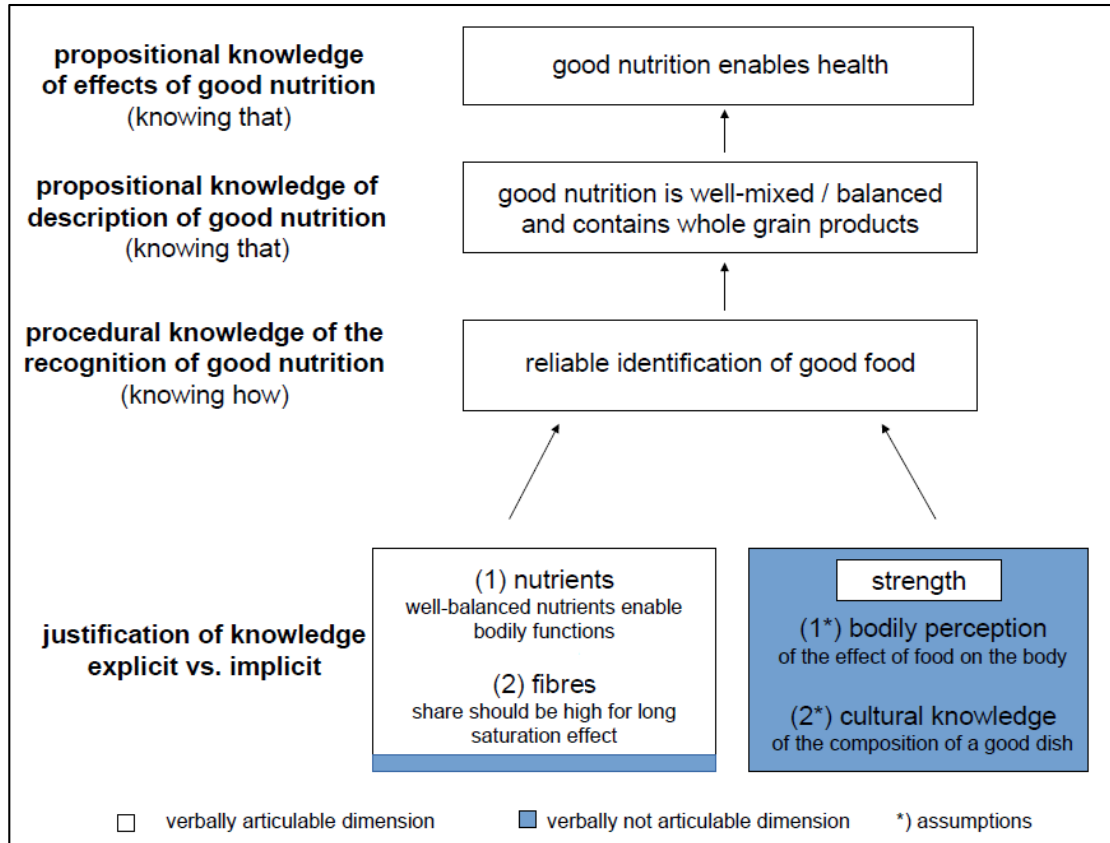 propositional knowledge
of effects of good nutrition
(knowing that)
good nutrition enables health
propositional knowledge of
description of good nutrition
(knowing that)
good nutrition is well-mixed / balanced
and contains whole grain products
procedural knowledge of the
recognition of good nutrition
(knowing how)
reliable identification of good food
justification of knowledge
explicit vs. implicit
(1) nutrients
well-balanced nutrients enable
bodily functions
(2) fibres
share should be high for long
saturation effect
strength
(1*) bodily perception
of the effect of food on the body
(2*) cultural knowledge
of the composition of a good dish
verbally articulable dimension
verbally not articulable dimension
*) assumptions